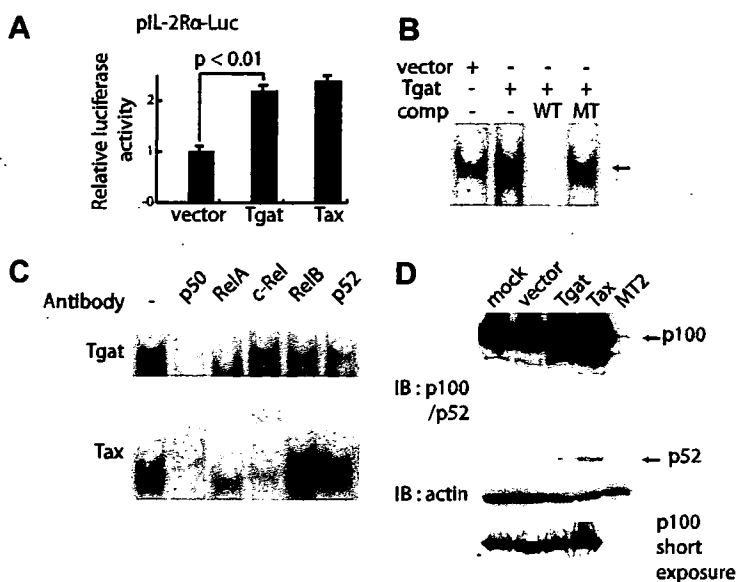 A
pIL-2Rα-Luc
p < 0.01
Relative luciferase
activity
2
1
0
vector Tgat Tax
B
vector + - - -
Tgat - + + +
comp - - WT MT
C
Antibody - p50 RelA c-Rel RelB p52
Tgat
Tax
D
mock vector Tgat Tax MT2
p100
IB : p100
/p52
p52
IB : actin
p100
short
exposure